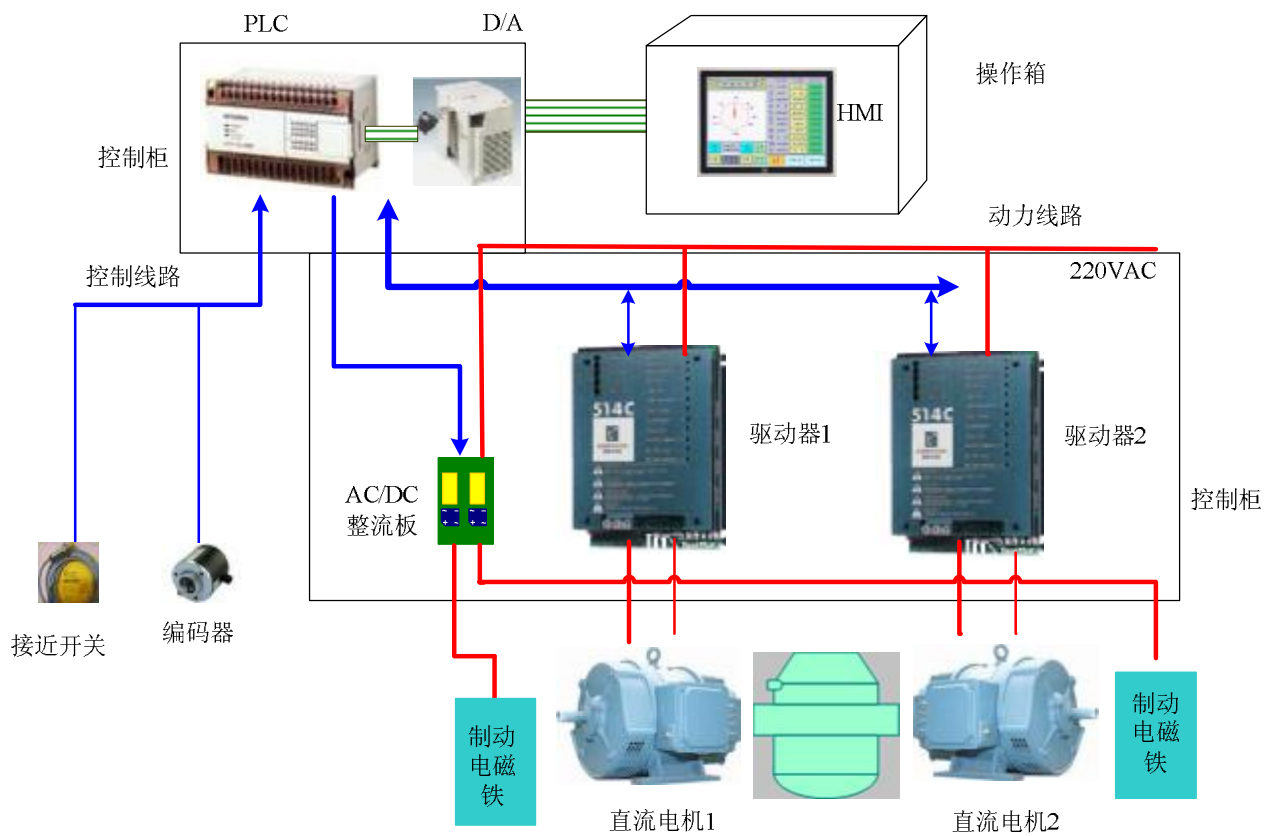 PLC
D/A
操作箱
HMI
控制柜
动力线路
220VAC
控制线路
514C
514C
驱动器1
驱动器2
AC/DC
整流板
控制柜
接近开关
编码器
制动
电磁
铁
制动
电磁
铁
直流电机1
直流电机2